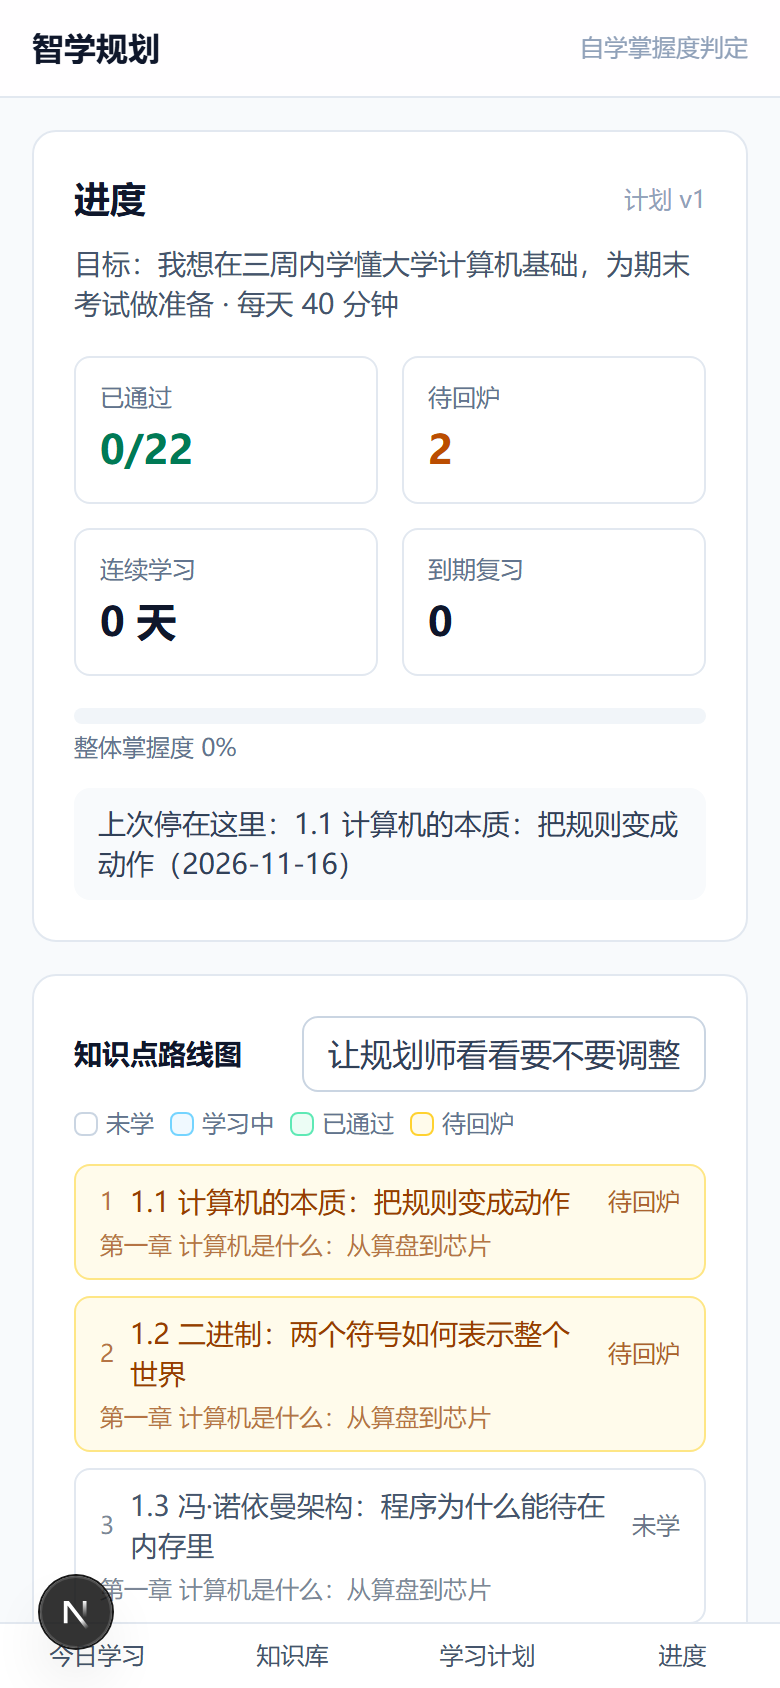 智学规划
自学掌握度判定
进度
计划 v1
目标：我想在三周内学懂大学计算机基础，为期末
考试做准备 · 每天 40 分钟
已通过
0/22
待回炉
2
连续学习
0 天
到期复习
0
整体掌握度 0%
上次停在这里：1.1 计算机的本质：把规则变成
动作（2026-11-16）
知识点路线图
让规划师看看要不要调整
未学
学习中
已通过
待回炉
1
1.1 计算机的本质：把规则变成动作
待回炉
第一章 计算机是什么：从算盘到芯片
2
1.2 二进制：两个符号如何表示整个
世界
待回炉
第一章 计算机是什么：从算盘到芯片
3
1.3 冯·诺依曼架构：程序为什么能待在
内存里
未学
第一章 计算机是什么：从算盘到芯片
N
今日学习
知识库
学习计划
进度